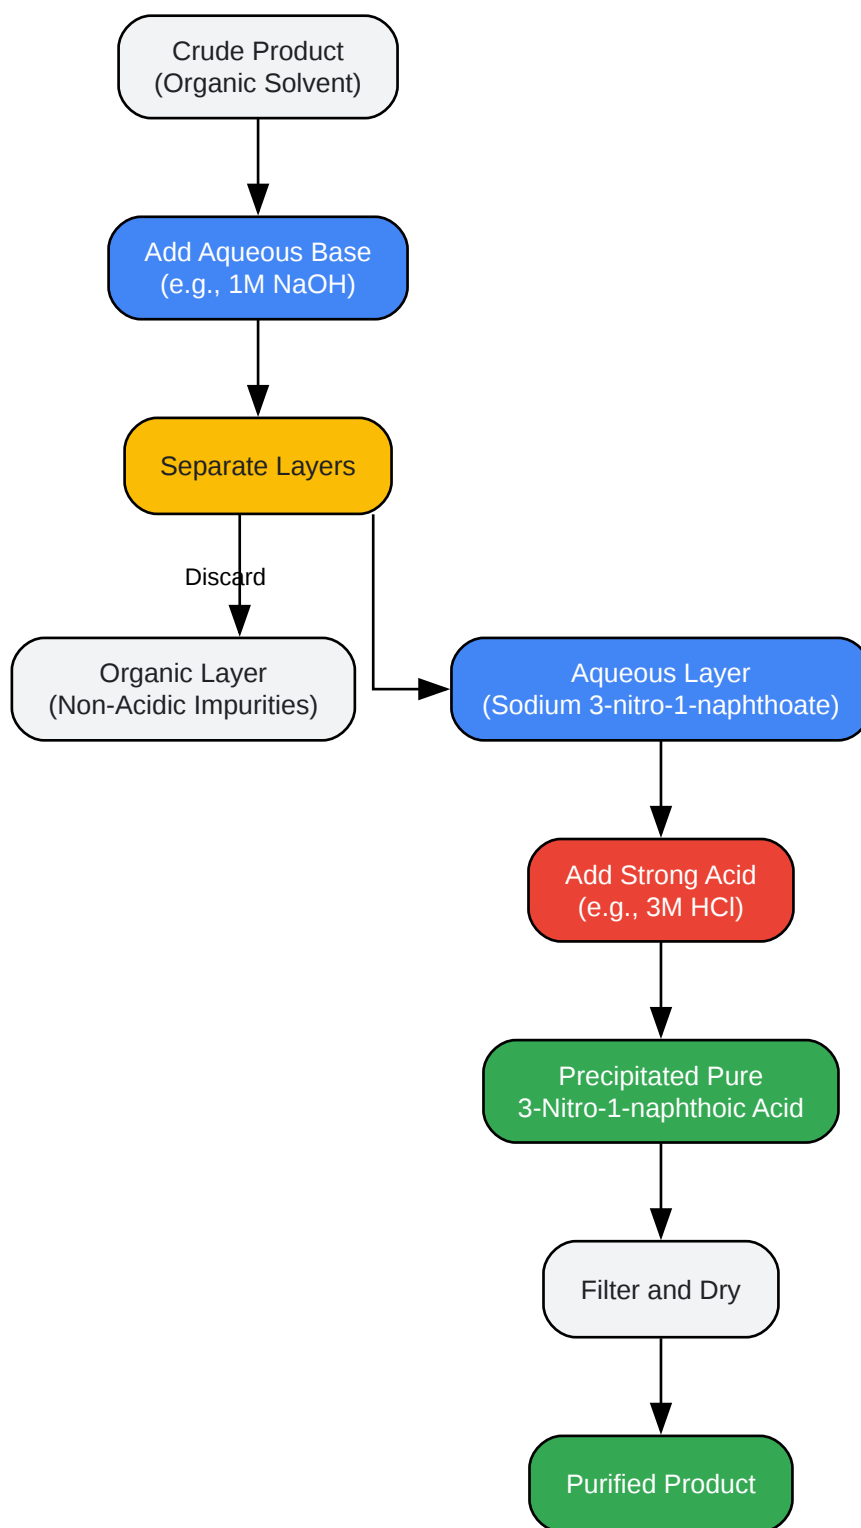 Crude Product
(Organic Solvent)
Add Aqueous Base
(e.g., 1M NaOH)
Separate Layers
Discard
Organic Layer
(Non-Acidic Impurities)
Aqueous Layer
(Sodium 3-nitro-1-naphthoate)
Add Strong Acid
(e.g., 3M HCl)
Precipitated Pure
3-Nitro-1-naphthoic Acid
Filter and Dry
Purified Product